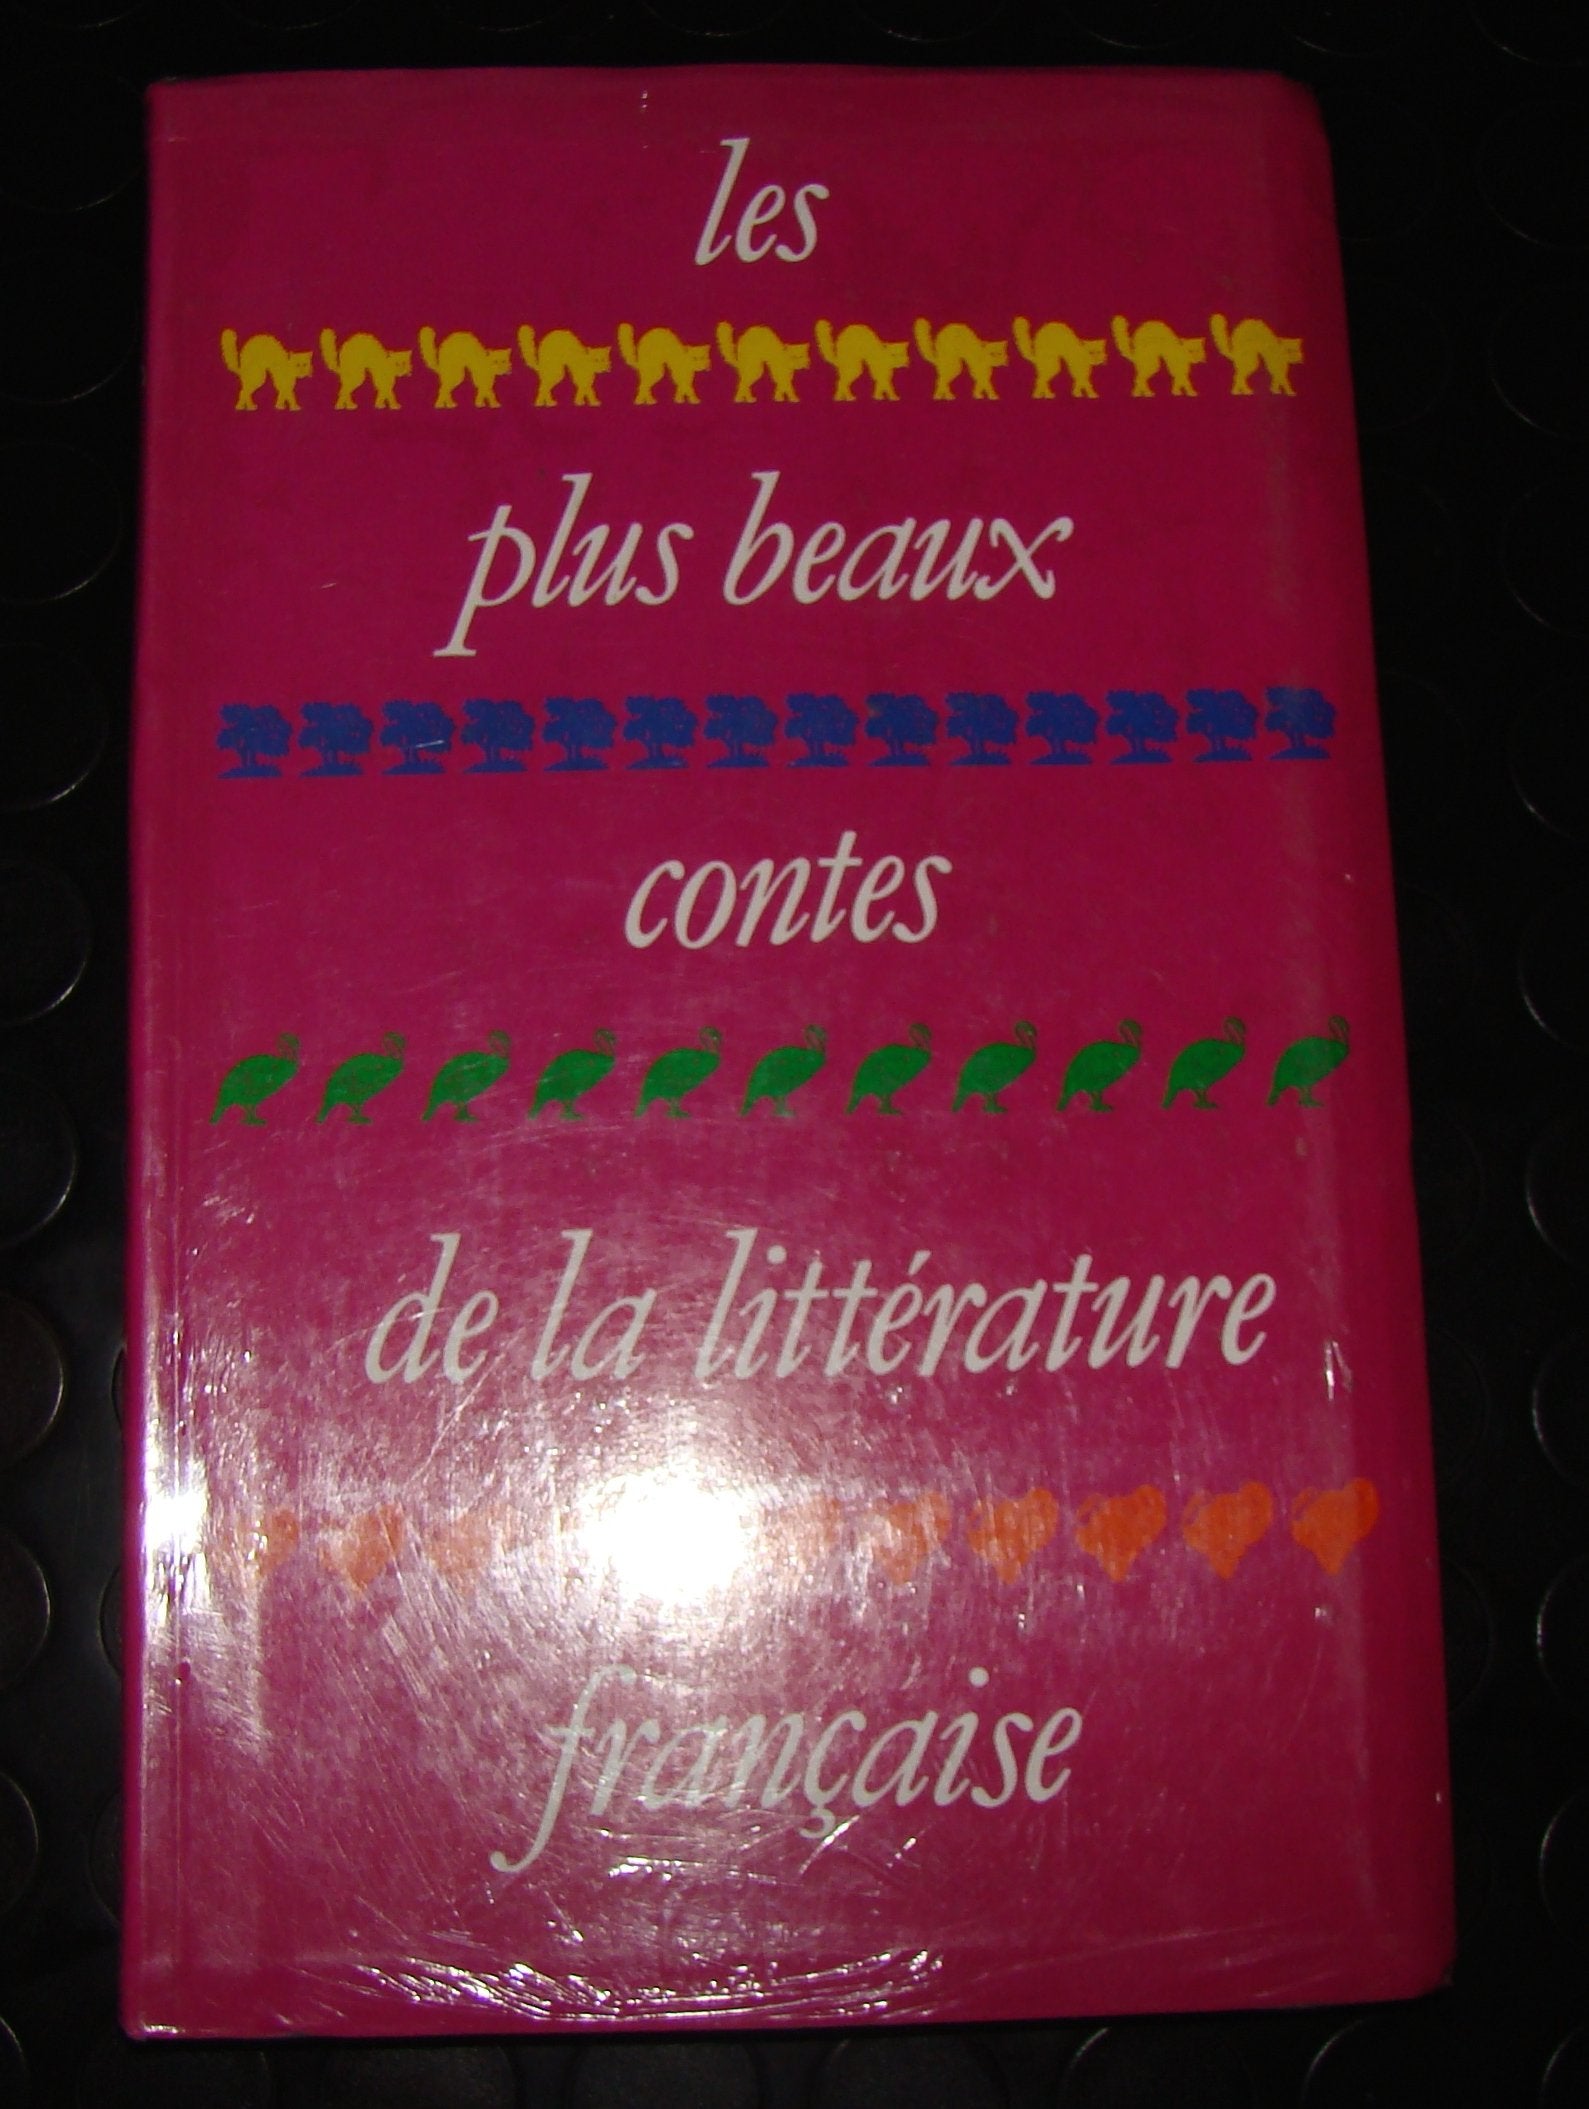 les
plus beaux
contes
de la littérature
française